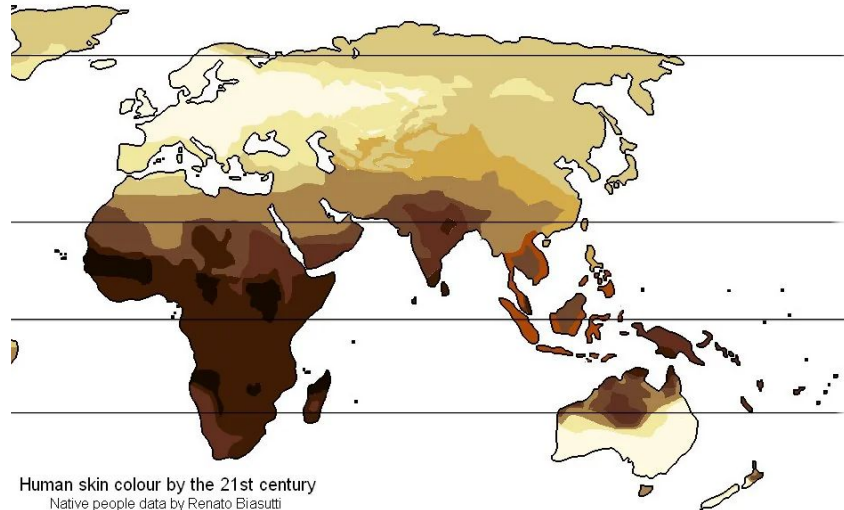 Human skin colour by the 21st century
Native people data by Renato Biasutti